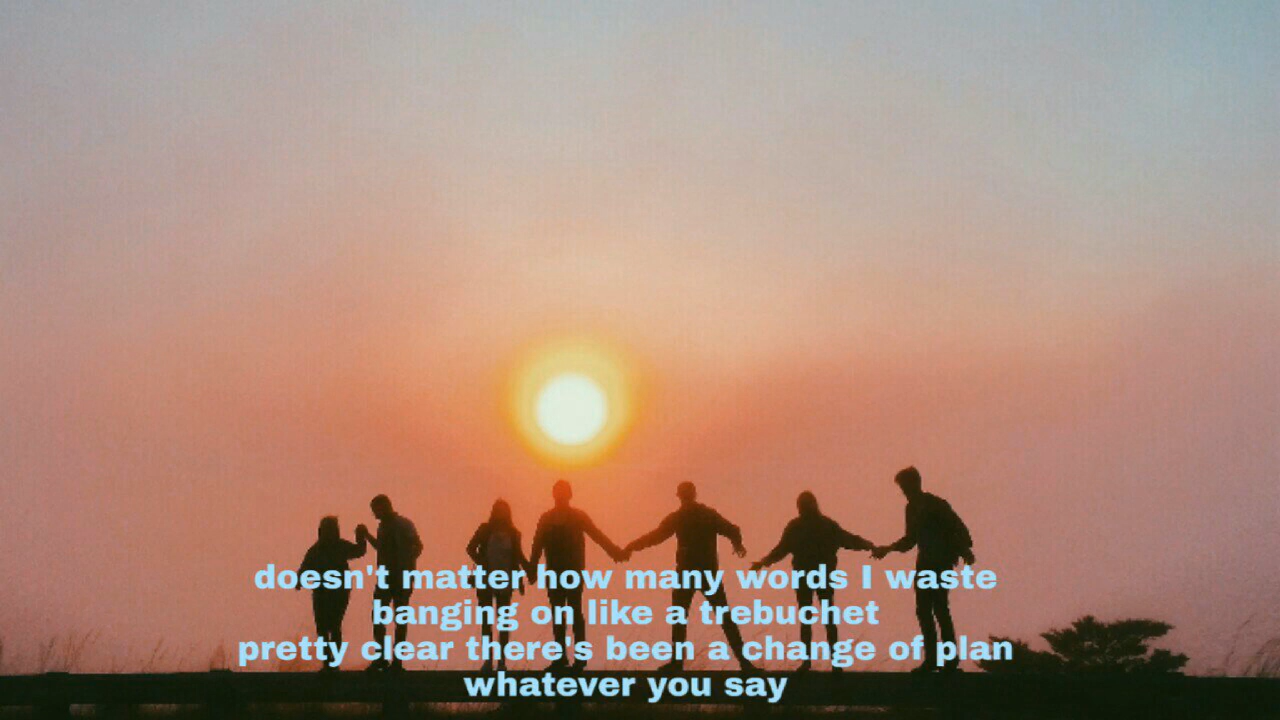 doesn't matter how many words I waste
banging on like a trebuchet
pretty clear there's been a change of plan
whatever you say